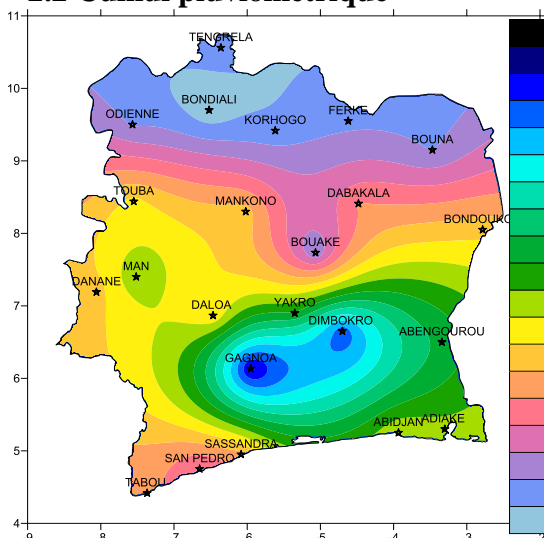 TENGRELA
BONDIALI
ODIENNE
KORHOGO
FERKE
BOUNA
TOUBA
MANKONO
DABAKALA
BONDOUKO
BOUAKE
MAN
DANANE
DALOA
YAKRO
DIMBOKRO
ABENGOUROU
GAGNOA
ABIDJAN
ADIAKE
SASSANDRA
SAN PEDRO
TABOU
11
10
9
8
7
6
5
4
-9 -8 -7 -6 -5 -4 -3 -2